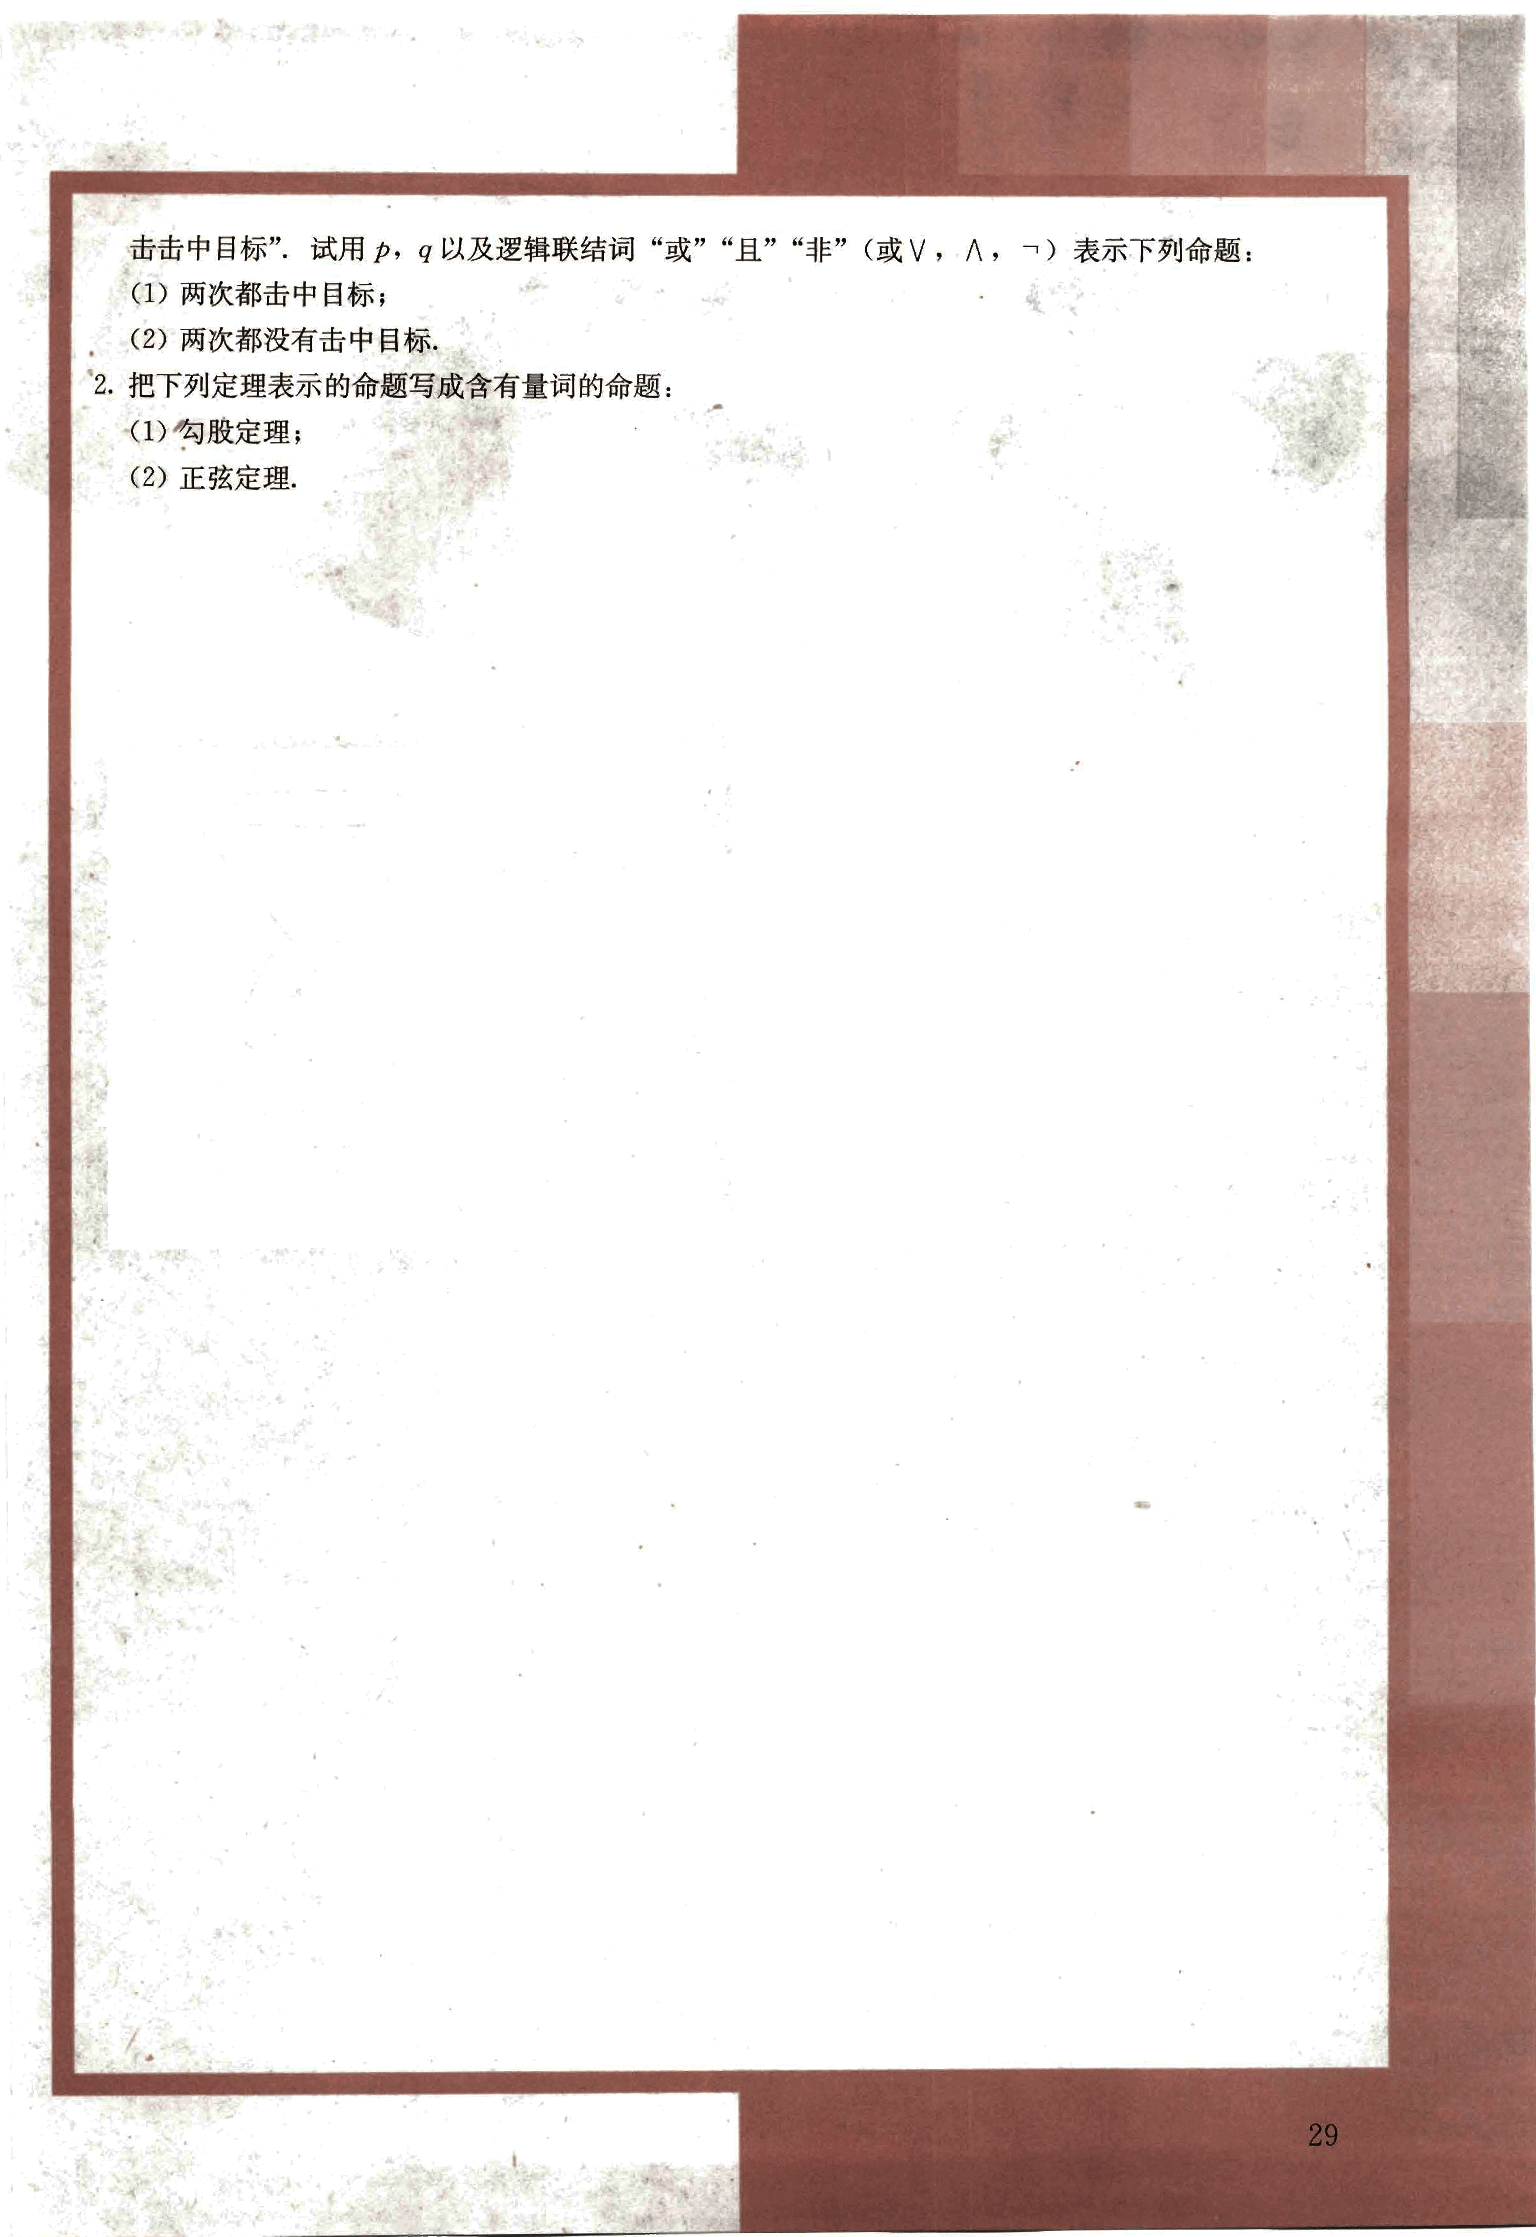 击击中目标”. 试用 p, q 以及逻辑联结词 “或” “且” “非” (或∨, ∧, ¬) 表示下列命题:
(1) 两次都击中目标;
(2) 两次都没有击中目标.
2. 把下列定理表示的命题写成含有量词的命题:
(1) 勾股定理;
(2) 正弦定理.
29